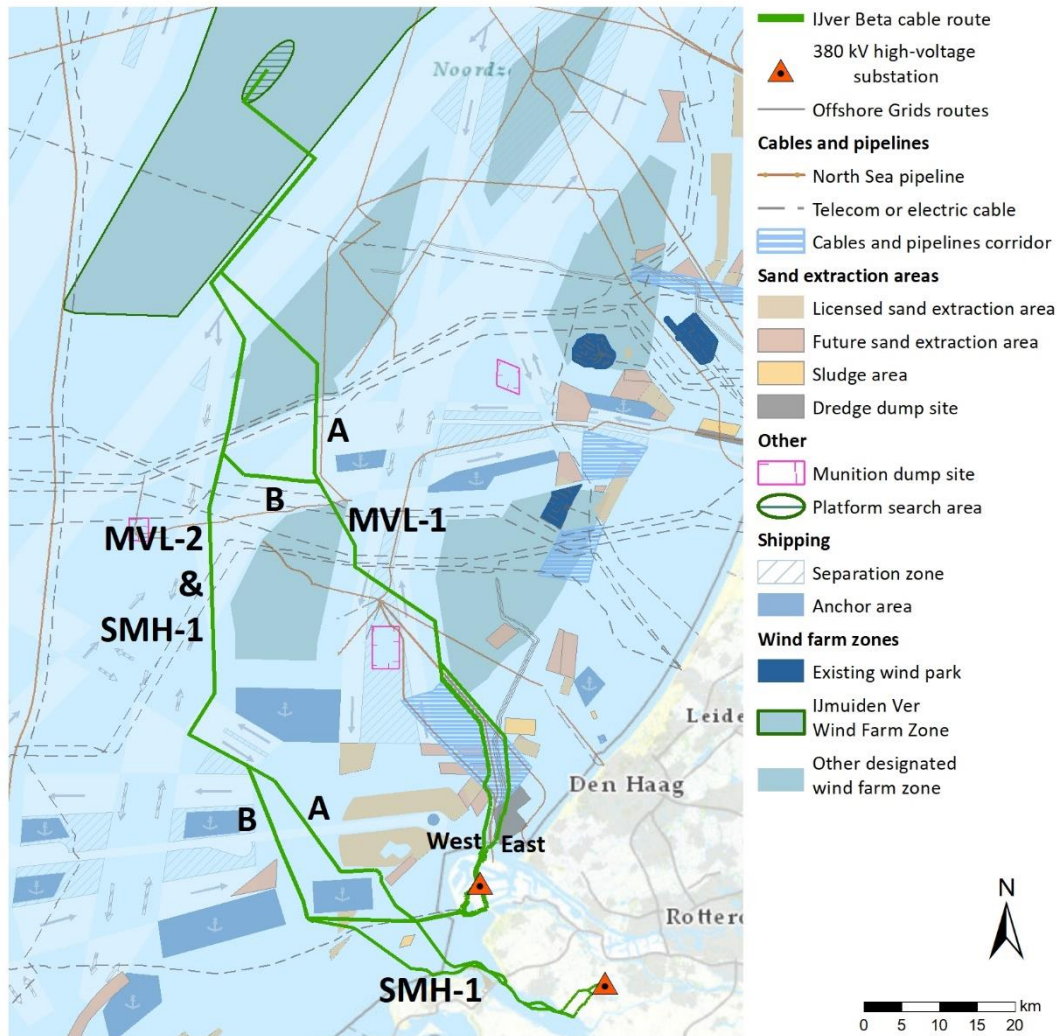 Noordz
A
B
MVL-1
MVL-2
&
SMH-1
Leide
Den Haag
A
B
West
East
Rotterd
SMH-1
IJver Beta cable route
380 kV high-voltage
substation
Offshore Grids routes
Cables and pipelines
North Sea pipeline
Telecom or electric cable
Cables and pipelines corridor
Sand extraction areas
Licensed sand extraction area
Future sand extraction area
Sludge area
Dredge dump site
Other
Munition dump site
Platform search area
Shipping
Separation zone
Anchor area
Wind farm zones
Existing wind park
IJmuiden Ver
Wind Farm Zone
Other designated
wind farm zone
N
km
0 5 10 15 20